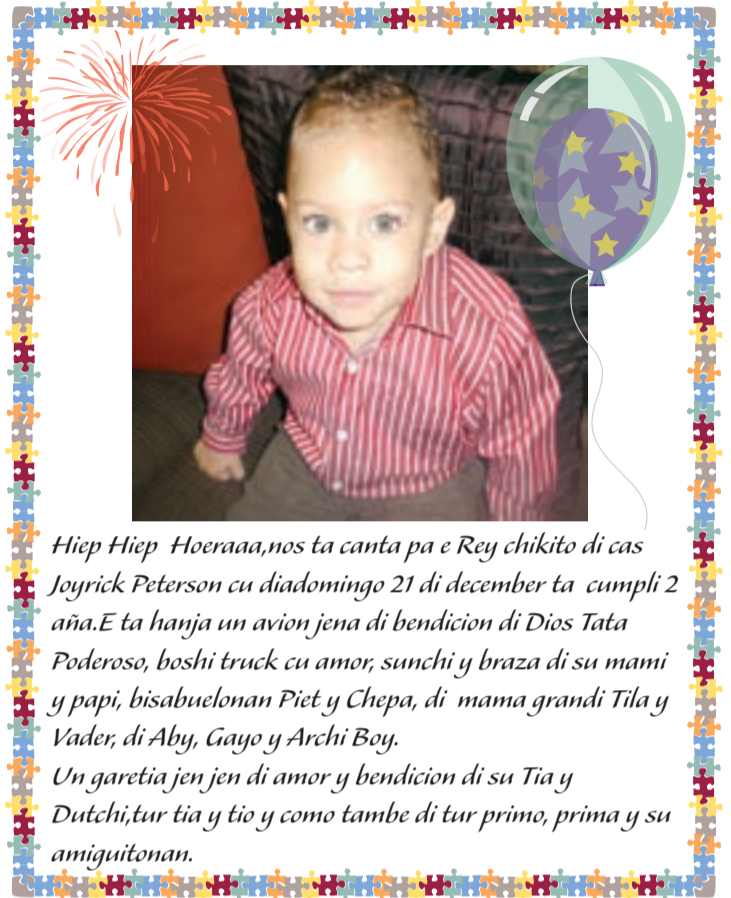 Hiep Hiep Hoeraaa,nos ta canta pa e Rey chikito di cas
Joyrick Peterson cu diadomingo 21 di december ta cumpli 2
aña.E ta hanja un avion jena di bendicion di Dios Tata
Poderoso, boshi truck cu amor, sunchi y braza di su mami
y papi, bisabuelonan Piet y Chepa, di mama grandi Tila y
Vader, di Aby, Gayo y Archi Boy.
Un garetia jen jen di amor y bendicion di su Tia y
Dutchi,tur tia y tio y como tambe di tur primo, prima y su
amiguitonan.